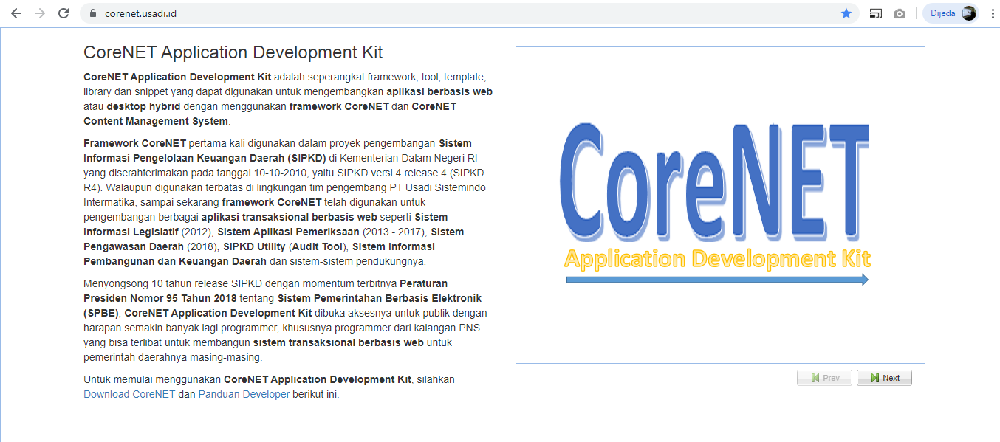 corenet.usadi.id
Dijeda
CoreNET Application Development Kit
CoreNET Application Development Kit adalah seperangkat framework, tool, template,
library dan snippet yang dapat digunakan untuk mengembangkan aplikasi berbasis web
atau desktop hybrid dengan menggunakan framework CoreNET dan CoreNET
Content Management System.
Framework CoreNET pertama kali digunakan dalam proyek pengembangan Sistem
Informasi Pengelolaan Keuangan Daerah (SIPKD) di Kementerian Dalam Negeri RI
yang diserahterimakan pada tanggal 10-10-2010, yaitu SIPKD versi 4 release 4 (SIPKD
R4). Walaupun digunakan terbatas di lingkungan tim pengembang PT Usadi Sistemindo
Intermatika, sampai sekarang framework CoreNET telah digunakan untuk
pengembangan berbagai aplikasi transaksional berbasis web seperti Sistem
Informasi Legislatif (2012), Sistem Aplikasi Pemeriksaan (2013 - 2017), Sistem
Pengawasan Daerah (2018), SIPKD Utility (Audit Tool), Sistem Informasi
Pembangunan dan Keuangan Daerah dan sistem-sistem pendukungnya.
Menyongsong 10 tahun release SIPKD dengan momentum terbitnya Peraturan
Presiden Nomor 95 Tahun 2018 tentang Sistem Pemerintahan Berbasis Elektronik
(SPBE), CoreNET Application Development Kit dibuka aksesnya untuk publik dengan
harapan semakin banyak lagi programmer, khususnya programmer dari kalangan PNS
yang bisa terlibat untuk membangun sistem transaksional berbasis web untuk
pemerintah daerahnya masing-masing.
Untuk memulai menggunakan CoreNET Application Development Kit, silahkan
Download CoreNET dan Panduan Developer berikut ini.
CoreNET
Application Development Kit
Prev
Next